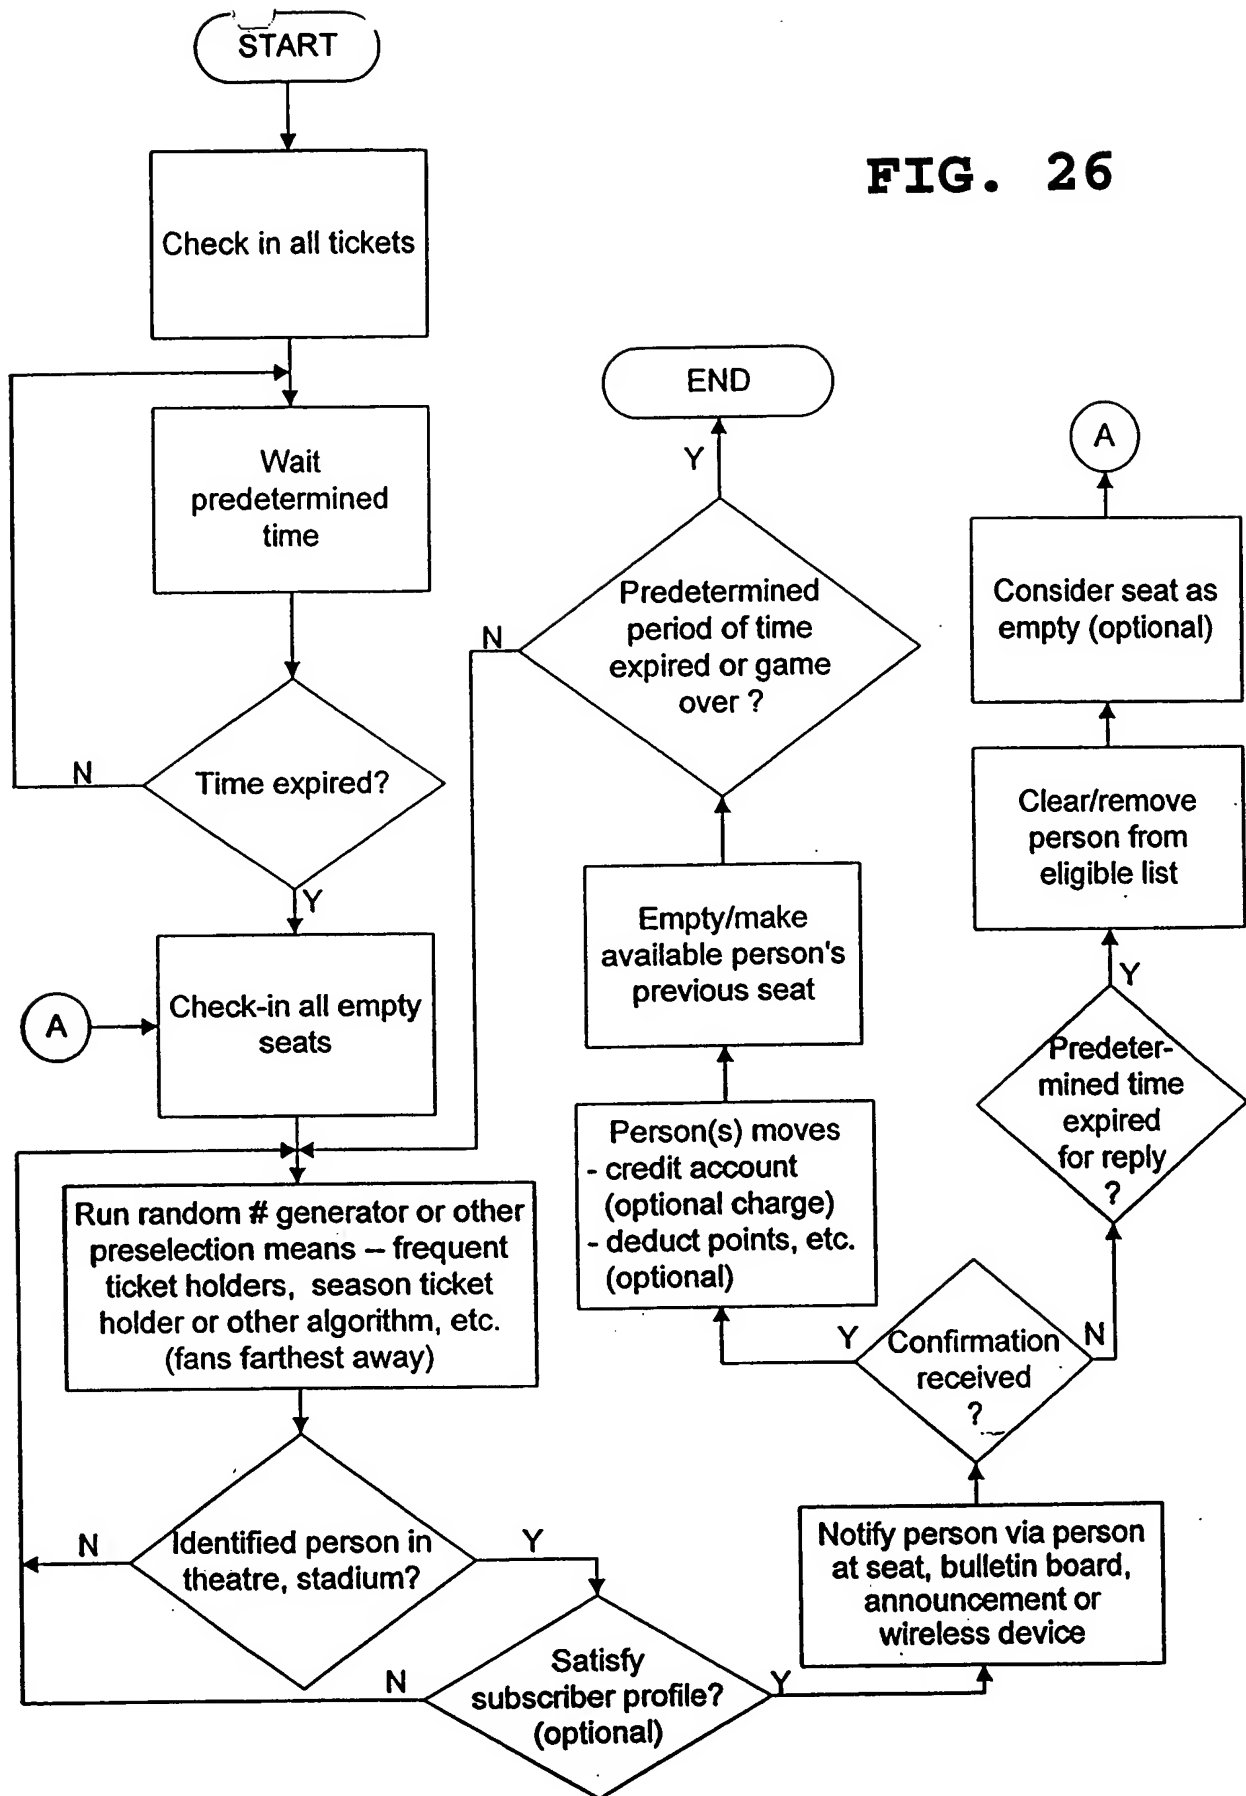 START
FIG. 26
Check in all tickets
Wait
predetermined
time
N
Time expired?
Y
A
Check-in all empty
seats
Run random # generator or other
preselection means – frequent
ticket holders, season ticket
holder or other algorithm, etc.
(fans farthest away)
N
Identified person in
theatre, stadium?
Y
N
Satisfy
subscriber profile?
(optional)
Y
Notify person via person
at seat, bulletin board,
announcement or
wireless device
Y
Confirmation
received
?
N
Person(s) moves
- credit account
(optional charge)
- deduct points, etc.
(optional)
Empty/make
available person's
previous seat
N
Predetermined
period of time
expired or game
over ?
Y
END
Predeter-
mined time
expired
for reply
?
Y
Clear/remove
person from
eligible list
Consider seat as
empty (optional)
A